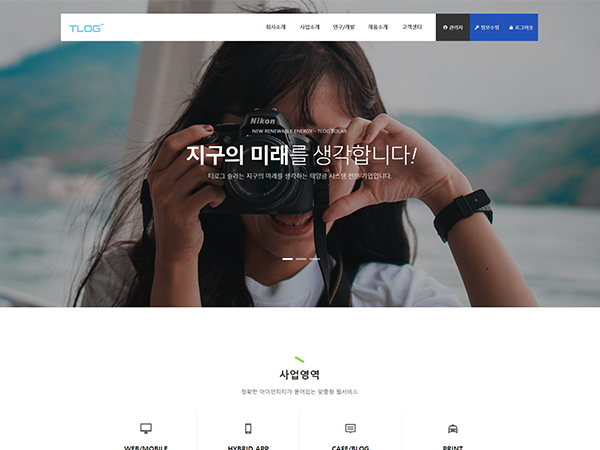 TLOG
회사소개 사업소개 연구/개발 제품소개 고객센터 관리자 정보수정 로그아웃
Nikon
NEW RENEWABLE ENERGY - TLOG SOLAR
지구의 미래를 생각합니다!
티로그 솔라는 지구의 미래를 생각하는 태양광 시스템 전문기업입니다.
사업영역
정확한 아이덴티티가 묻어있는 맞춤형 웹서비스
WEB/MOBILE HYBRID APP CAFE/BLOG PRINT